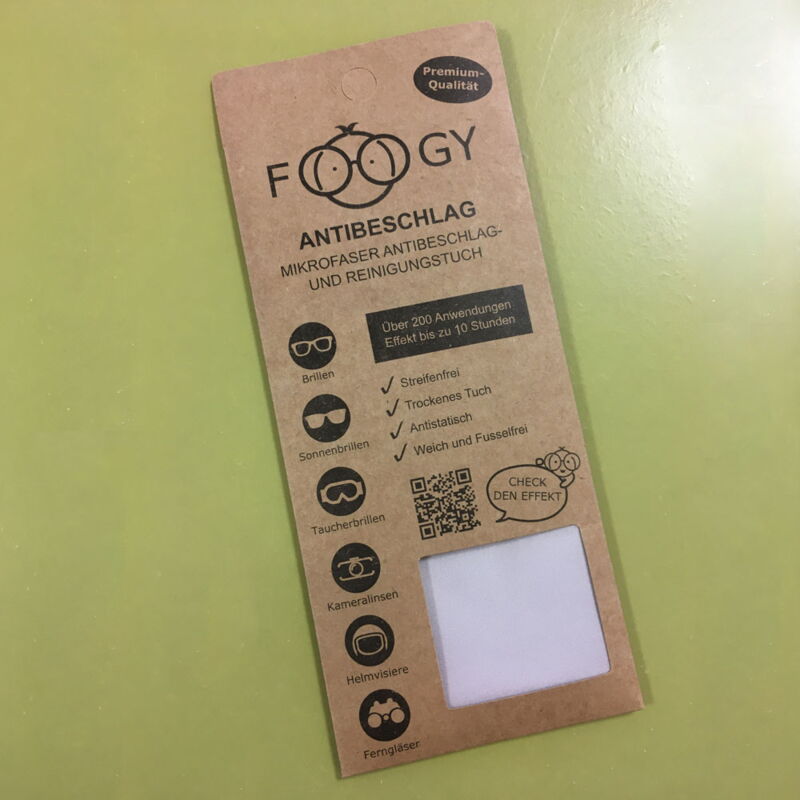 Premium-
Qualität
FOOGY
ANTIBESCHLAG
MIKROFASER ANTIBESCHLAG-
UND REINIGUNGSTUCH
Über 200 Anwendungen
Effekt bis zu 10 Stunden
Brillen
✓ Streifenfrei
✓ Trockenes Tuch
✓ Antistatisch
✓ Weich und Fusselfrei
Sonnenbrillen
Taucherbrillen
CHECK
DEN EFFEKT
Kameralinsen
Helmvisiere
Ferngläser